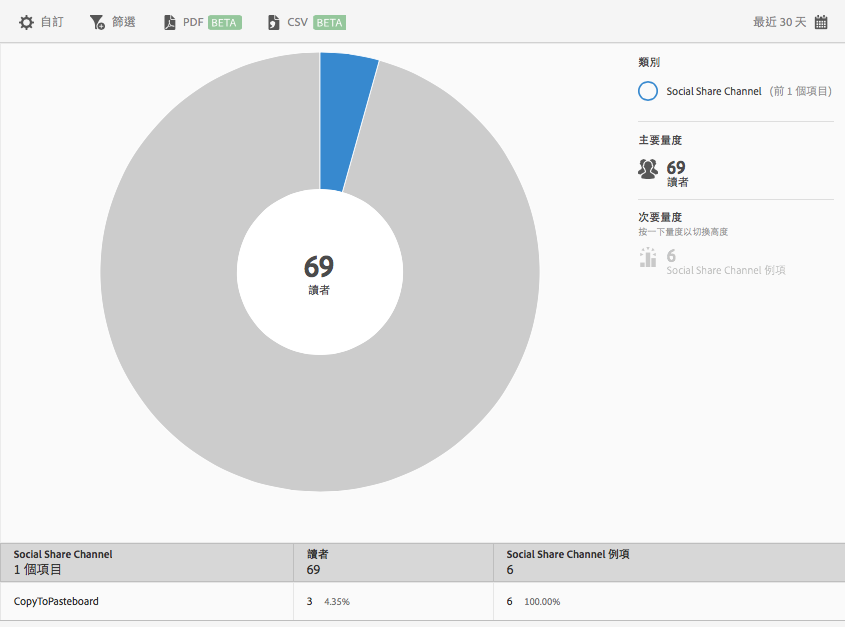 自訂 篩選 PDF BETA CSV BETA 最近 30 天
類別
Social Share Channel (前 1 個項目)
主要量度
69
讀者
次要量度
按一下量度以切換高度
6
Social Share Channel 例項
69
讀者
Social Share Channel 讀者 Social Share Channel 例項
1 個項目 69 6
CopyToPasteboard 3 4.35% 6 100.00%